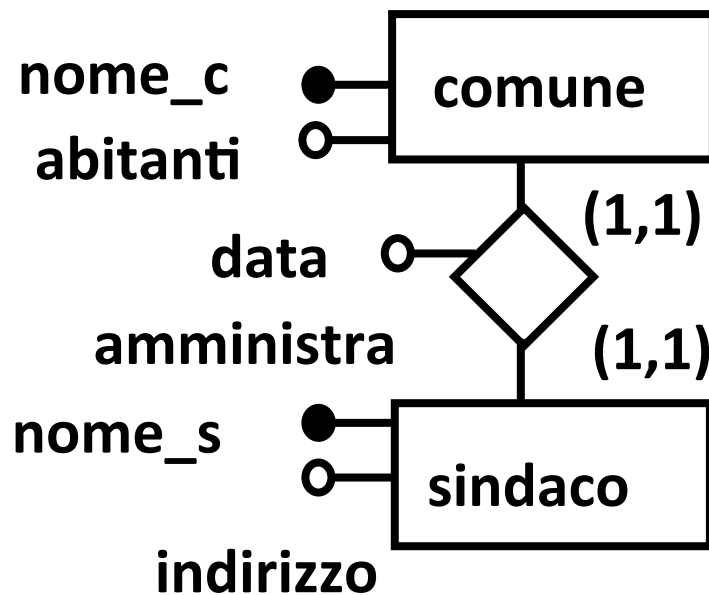 nome_c
comune
abitanti
(1,1)
data
amministra
(1,1)
nome_s
sindaco
indirizzo